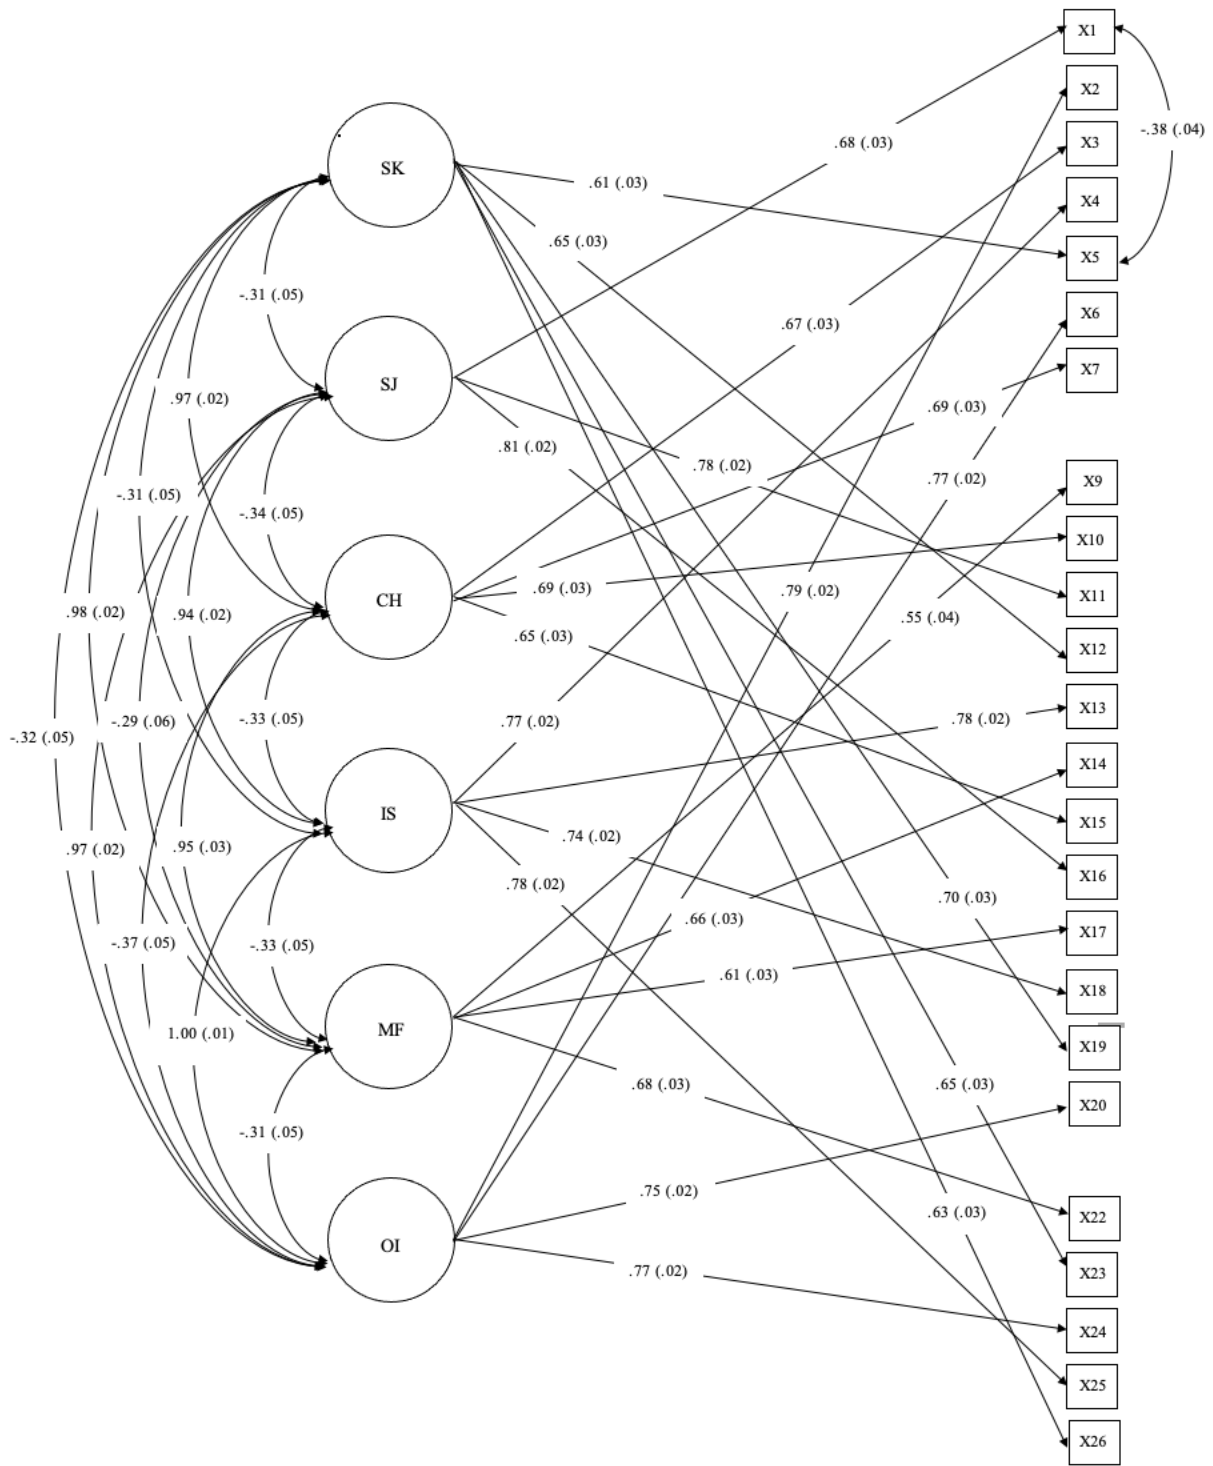 X1
X2
-.38 (.04)
.68 (.03)
X3
SK
.61 (.03)
X4
.65 (.03)
X5
-.31 (.05)
X6
.67 (.03)
X7
SJ
.97 (.02)
.69 (.03)
.81 (.02)
.78 (.02)
.77 (.02)
X9
-.31 (.05)
-.34 (.05)
X10
.69 (.03)
.79 (.02)
X11
CH
.98 (.02)
.94 (.02)
.55 (.04)
.65 (.03)
X12
X13
-.29 (.06)
-.33 (.05)
.77 (.02)
.78 (.02)
-.32 (.05)
X14
IS
X15
.74 (.02)
.97 (.02)
.95 (.03)
X16
.78 (.02)
.70 (.03)
.66 (.03)
X17
-.37 (.05)
-.33 (.05)
.61 (.03)
X18
1.00 (.01)
MF
X19
.68 (.03)
.65 (.03)
X20
-.31 (.05)
.75 (.02)
.63 (.03)
X22
OI
.77 (.02)
X23
X24
X25
X26